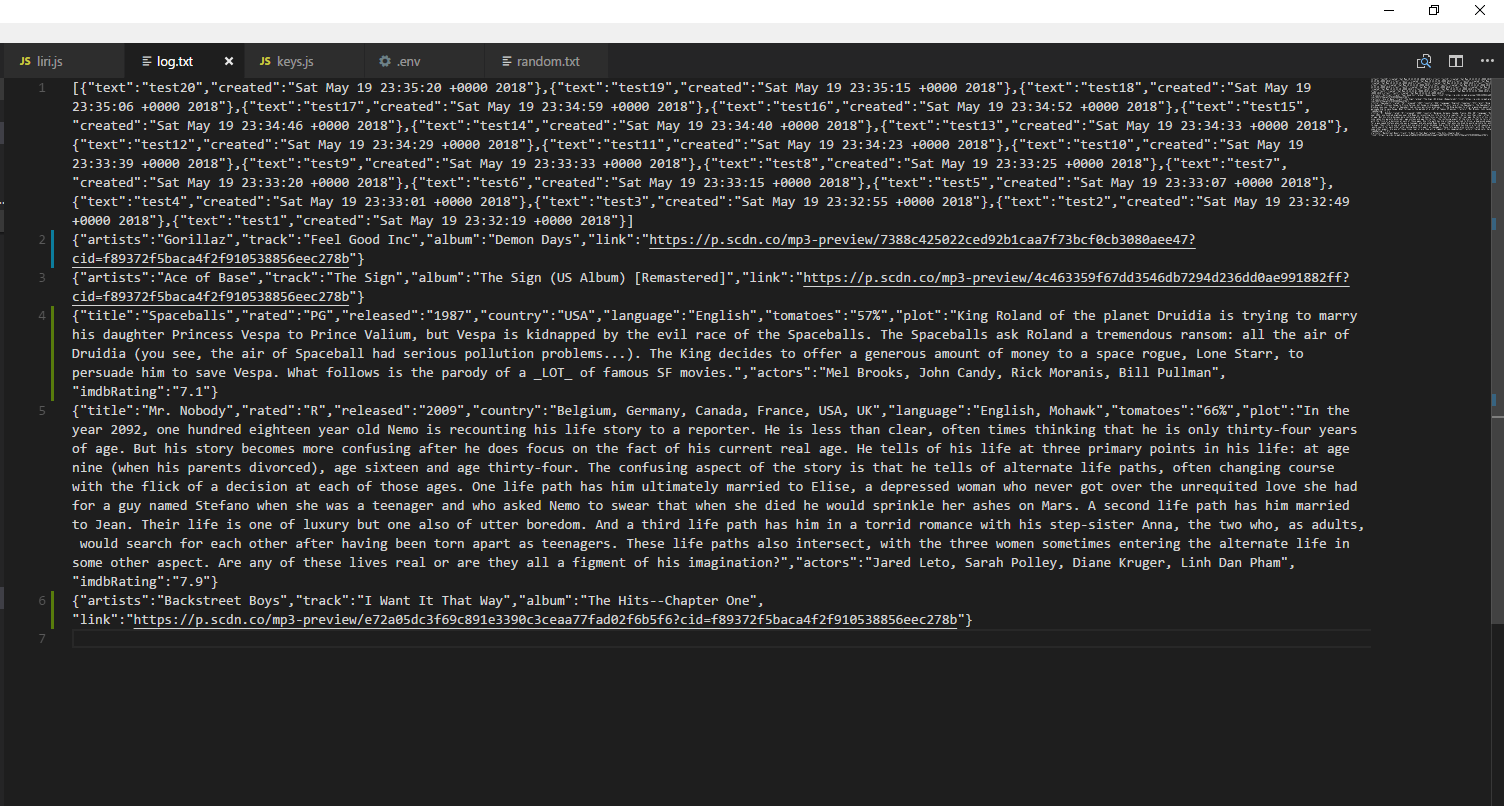 JS liri.js log.txt JS keys.js .env random.txt
1 [{"text":"test20","created":"Sat May 19 23:35:20 +0000 2018"},{"text":"test19","created":"Sat May 19 23:35:15 +0000 2018"},{"text":"test18","created":"Sat May 19
23:35:06 +0000 2018"},{"text":"test17","created":"Sat May 19 23:34:59 +0000 2018"},{"text":"test16","created":"Sat May 19 23:34:52 +0000 2018"},{"text":"test15",
"created":"Sat May 19 23:34:46 +0000 2018"},{"text":"test14","created":"Sat May 19 23:34:40 +0000 2018"},{"text":"test13","created":"Sat May 19 23:34:33 +0000 2018"},
{"text":"test12","created":"Sat May 19 23:34:29 +0000 2018"},{"text":"test11","created":"Sat May 19 23:34:23 +0000 2018"},{"text":"test10","created":"Sat May 19
23:33:39 +0000 2018"},{"text":"test9","created":"Sat May 19 23:33:33 +0000 2018"},{"text":"test8","created":"Sat May 19 23:33:25 +0000 2018"},{"text":"test7",
"created":"Sat May 19 23:33:20 +0000 2018"},{"text":"test6","created":"Sat May 19 23:33:15 +0000 2018"},{"text":"test5","created":"Sat May 19 23:33:07 +0000 2018"},
{"text":"test4","created":"Sat May 19 23:33:01 +0000 2018"},{"text":"test3","created":"Sat May 19 23:32:55 +0000 2018"},{"text":"test2","created":"Sat May 19 23:32:49
+0000 2018"},{"text":"test1","created":"Sat May 19 23:32:19 +0000 2018"}]
2 {"artists":"Gorillaz","track":"Feel Good Inc","album":"Demon Days","link":"https://p.scdn.co/mp3-preview/7388c425022ced92b1caa7f73bcf0cb3080aee47?
cid=f89372f5baca4f2f910538856eec278b"}
3 {"artists":"Ace of Base","track":"The Sign","album":"The Sign (US Album) [Remastered]","link":"https://p.scdn.co/mp3-preview/4c463359f67dd3546db7294d236dd0ae991882ff?
cid=f89372f5baca4f2f910538856eec278b"}
4 {"title":"Spaceballs","rated":"PG","released":"1987","country":"USA","language":"English","tomatoes":"57%","plot":"King Roland of the planet Druidia is trying to marry
his daughter Princess Vespa to Prince Valium, but Vespa is kidnapped by the evil race of the Spaceballs. The Spaceballs ask Roland a tremendous ransom: all the air of
Druidia (you see, the air of Spaceball had serious pollution problems...). The King decides to offer a generous amount of money to a space rogue, Lone Starr, to
persuade him to save Vespa. What follows is the parody of a _LOT_ of famous SF movies.","actors":"Mel Brooks, John Candy, Rick Moranis, Bill Pullman",
"imdbRating":"7.1"}
5 {"title":"Mr. Nobody","rated":"R","released":"2009","country":"Belgium, Germany, Canada, France, USA, UK","language":"English, Mohawk","tomatoes":"66%","plot":"In the
year 2092, one hundred eighteen year old Nemo is recounting his life story to a reporter. He is less than clear, often times thinking that he is only thirty-four years
of age. But his story becomes more confusing after he does focus on the fact of his current real age. He tells of his life at three primary points in his life: at age
nine (when his parents divorced), age sixteen and age thirty-four. The confusing aspect of the story is that he tells of alternate life paths, often changing course
with the flick of a decision at each of those ages. One life path has him ultimately married to Elise, a depressed woman who never got over the unrequited love she had
for a guy named Stefano when she was a teenager and who asked Nemo to swear that when she died he would sprinkle her ashes on Mars. A second life path has him married
to Jean. Their life is one of luxury but one also of utter boredom. And a third life path has him in a torrid romance with his step-sister Anna, the two who, as adults,
would search for each other after having been torn apart as teenagers. These life paths also intersect, with the three women sometimes entering the alternate life in
some other aspect. Are any of these lives real or are they all a figment of his imagination?","actors":"Jared Leto, Sarah Polley, Diane Kruger, Linh Dan Pham",
"imdbRating":"7.9"}
6 {"artists":"Backstreet Boys","track":"I Want It That Way","album":"The Hits--Chapter One",
"link":"https://p.scdn.co/mp3-preview/e72a05dc3f69c891e3390c3ceaa77fad02f6b5f6?cid=f89372f5baca4f2f910538856eec278b"}
7